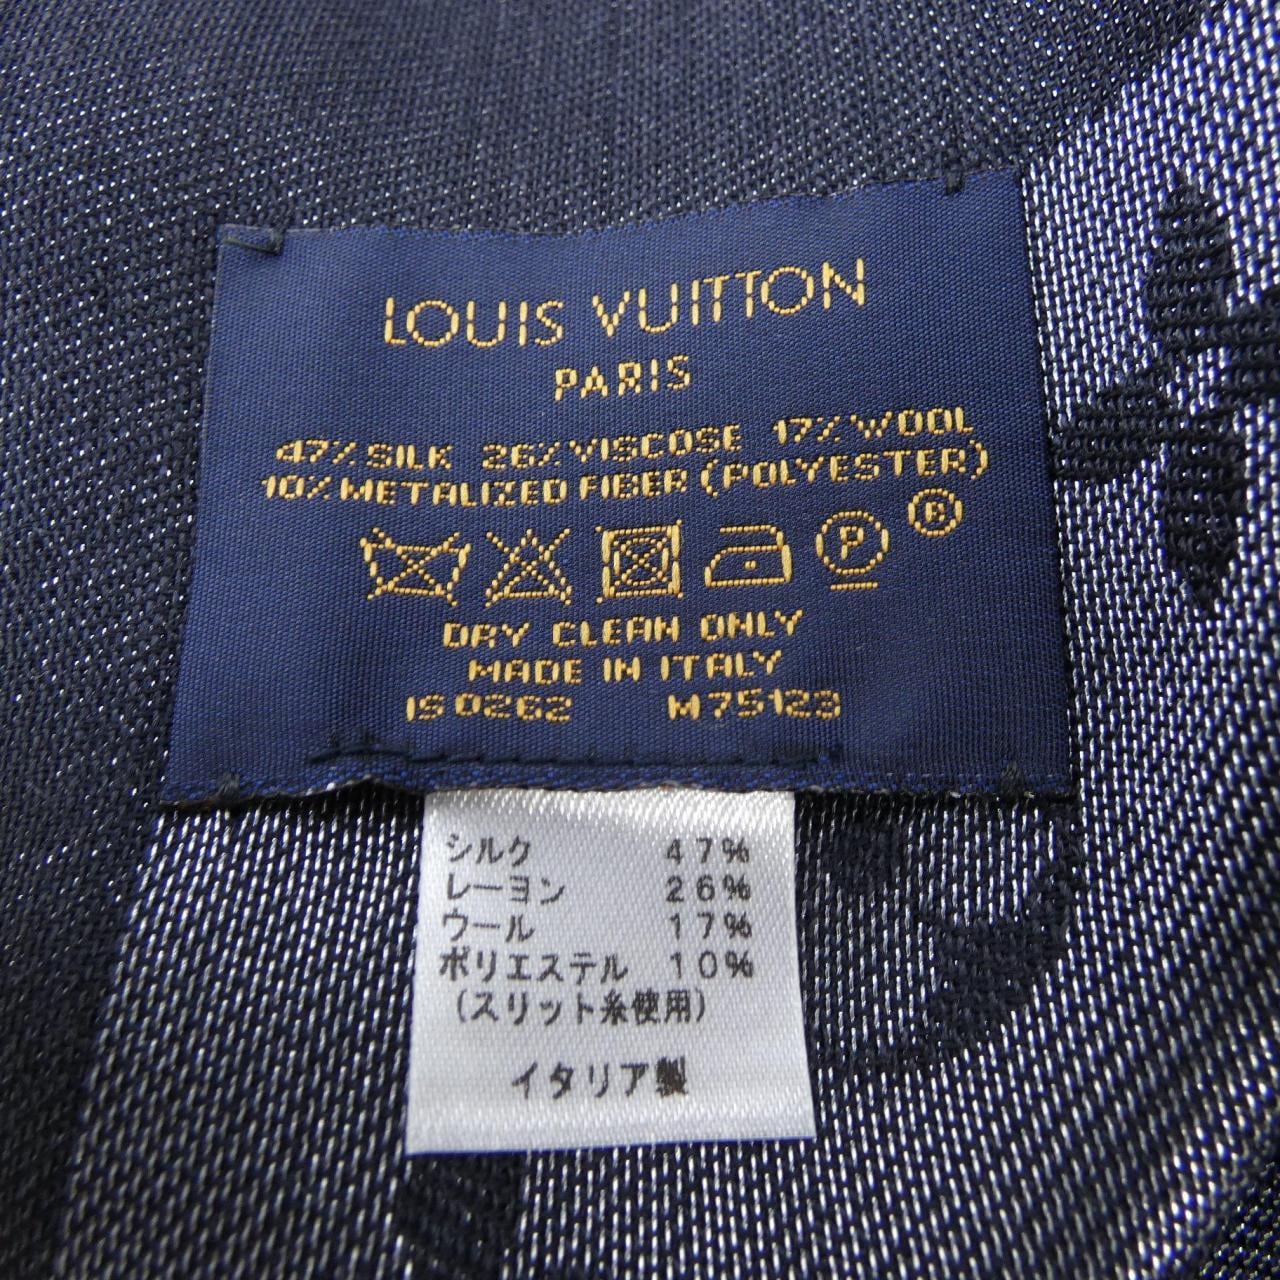 LOUIS VUITTON
PARIS
47% SILK 26% VISCOSE 17% WOOL
10% METALIZED FIBER (POLYESTER)
P ®
DRY CLEAN ONLY
MADE IN ITALY
IS 0262 M75123
シルク 47%
レーヨン 26%
ウール 17%
ポリエステル 10%
(スリット糸使用)
イタリア製